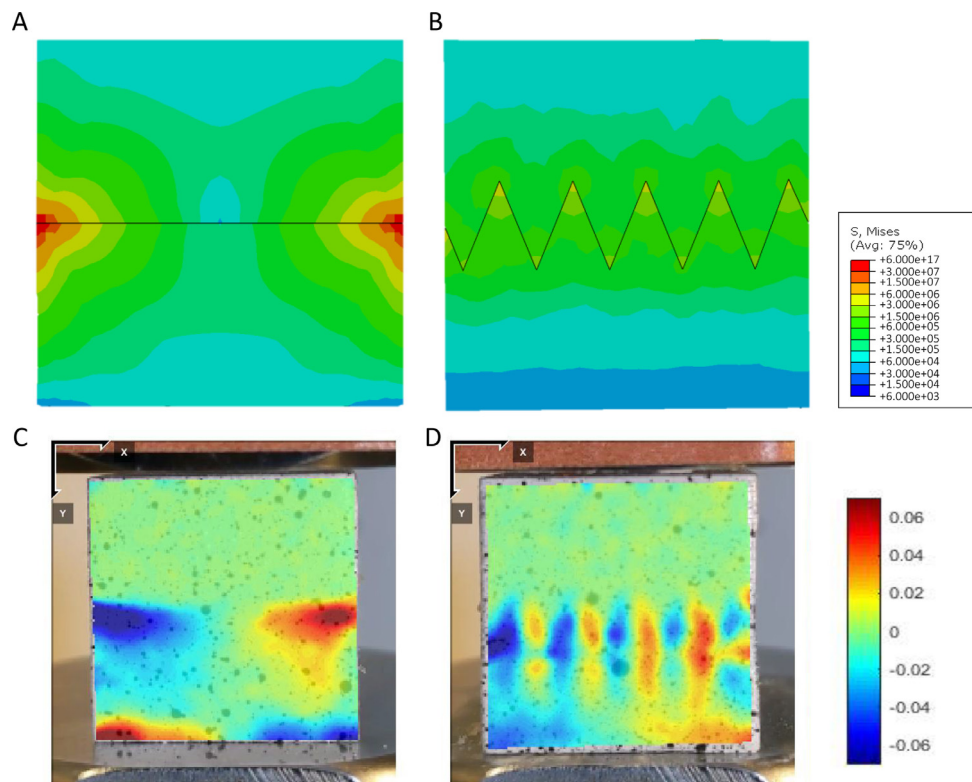 A
B
S, Mises
(Avg: 75%)
+6.000e+17
+3.000e+07
+1.500e+07
+6.000e+06
+3.000e+06
+1.500e+06
+6.000e+05
+3.000e+05
+1.500e+05
+6.000e+04
+3.000e+04
+1.500e+04
+6.000e+03
C
X
Y
D
X
Y
0.06
0.04
0.02
0
-0.02
-0.04
-0.06